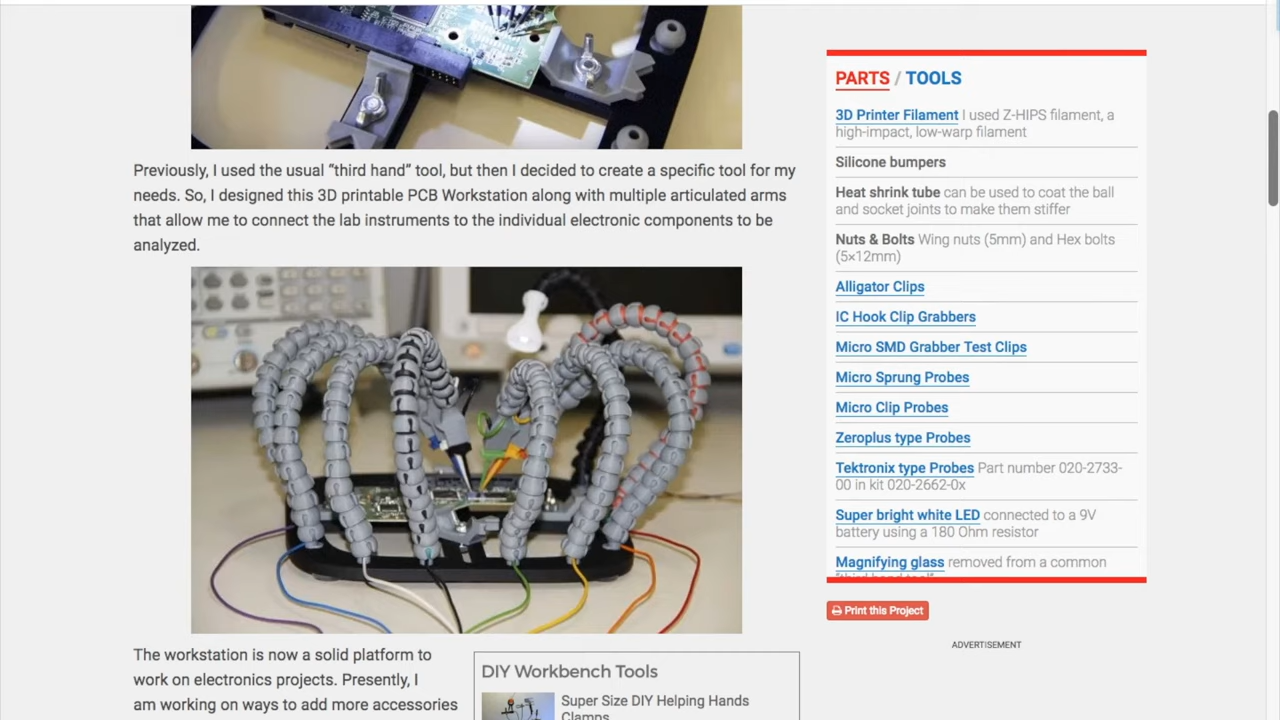 Previously, I used the usual “third hand” tool, but then I decided to create a specific tool for my
needs. So, I designed this 3D printable PCB Workstation along with multiple articulated arms
that allow me to connect the lab instruments to the individual electronic components to be
analyzed.
The workstation is now a solid platform to
work on electronics projects. Presently, I
am working on ways to add more accessories
DIY Workbench Tools
Super Size DIY Helping Hands
Clamps
PARTS / TOOLS
3D Printer Filament I used Z-HIPS filament, a
high-impact, low-warp filament
Silicone bumpers
Heat shrink tube can be used to coat the ball
and socket joints to make them stiffer
Nuts & Bolts Wing nuts (5mm) and Hex bolts
(5×12mm)
Alligator Clips
IC Hook Clip Grabbers
Micro SMD Grabber Test Clips
Micro Sprung Probes
Micro Clip Probes
Zeroplus type Probes
Tektronix type Probes Part number 020-2733-
00 in kit 020-2662-0x
Super bright white LED connected to a 9V
battery using a 180 Ohm resistor
Magnifying glass removed from a common
“third hand tool”
Print this Project
ADVERTISEMENT